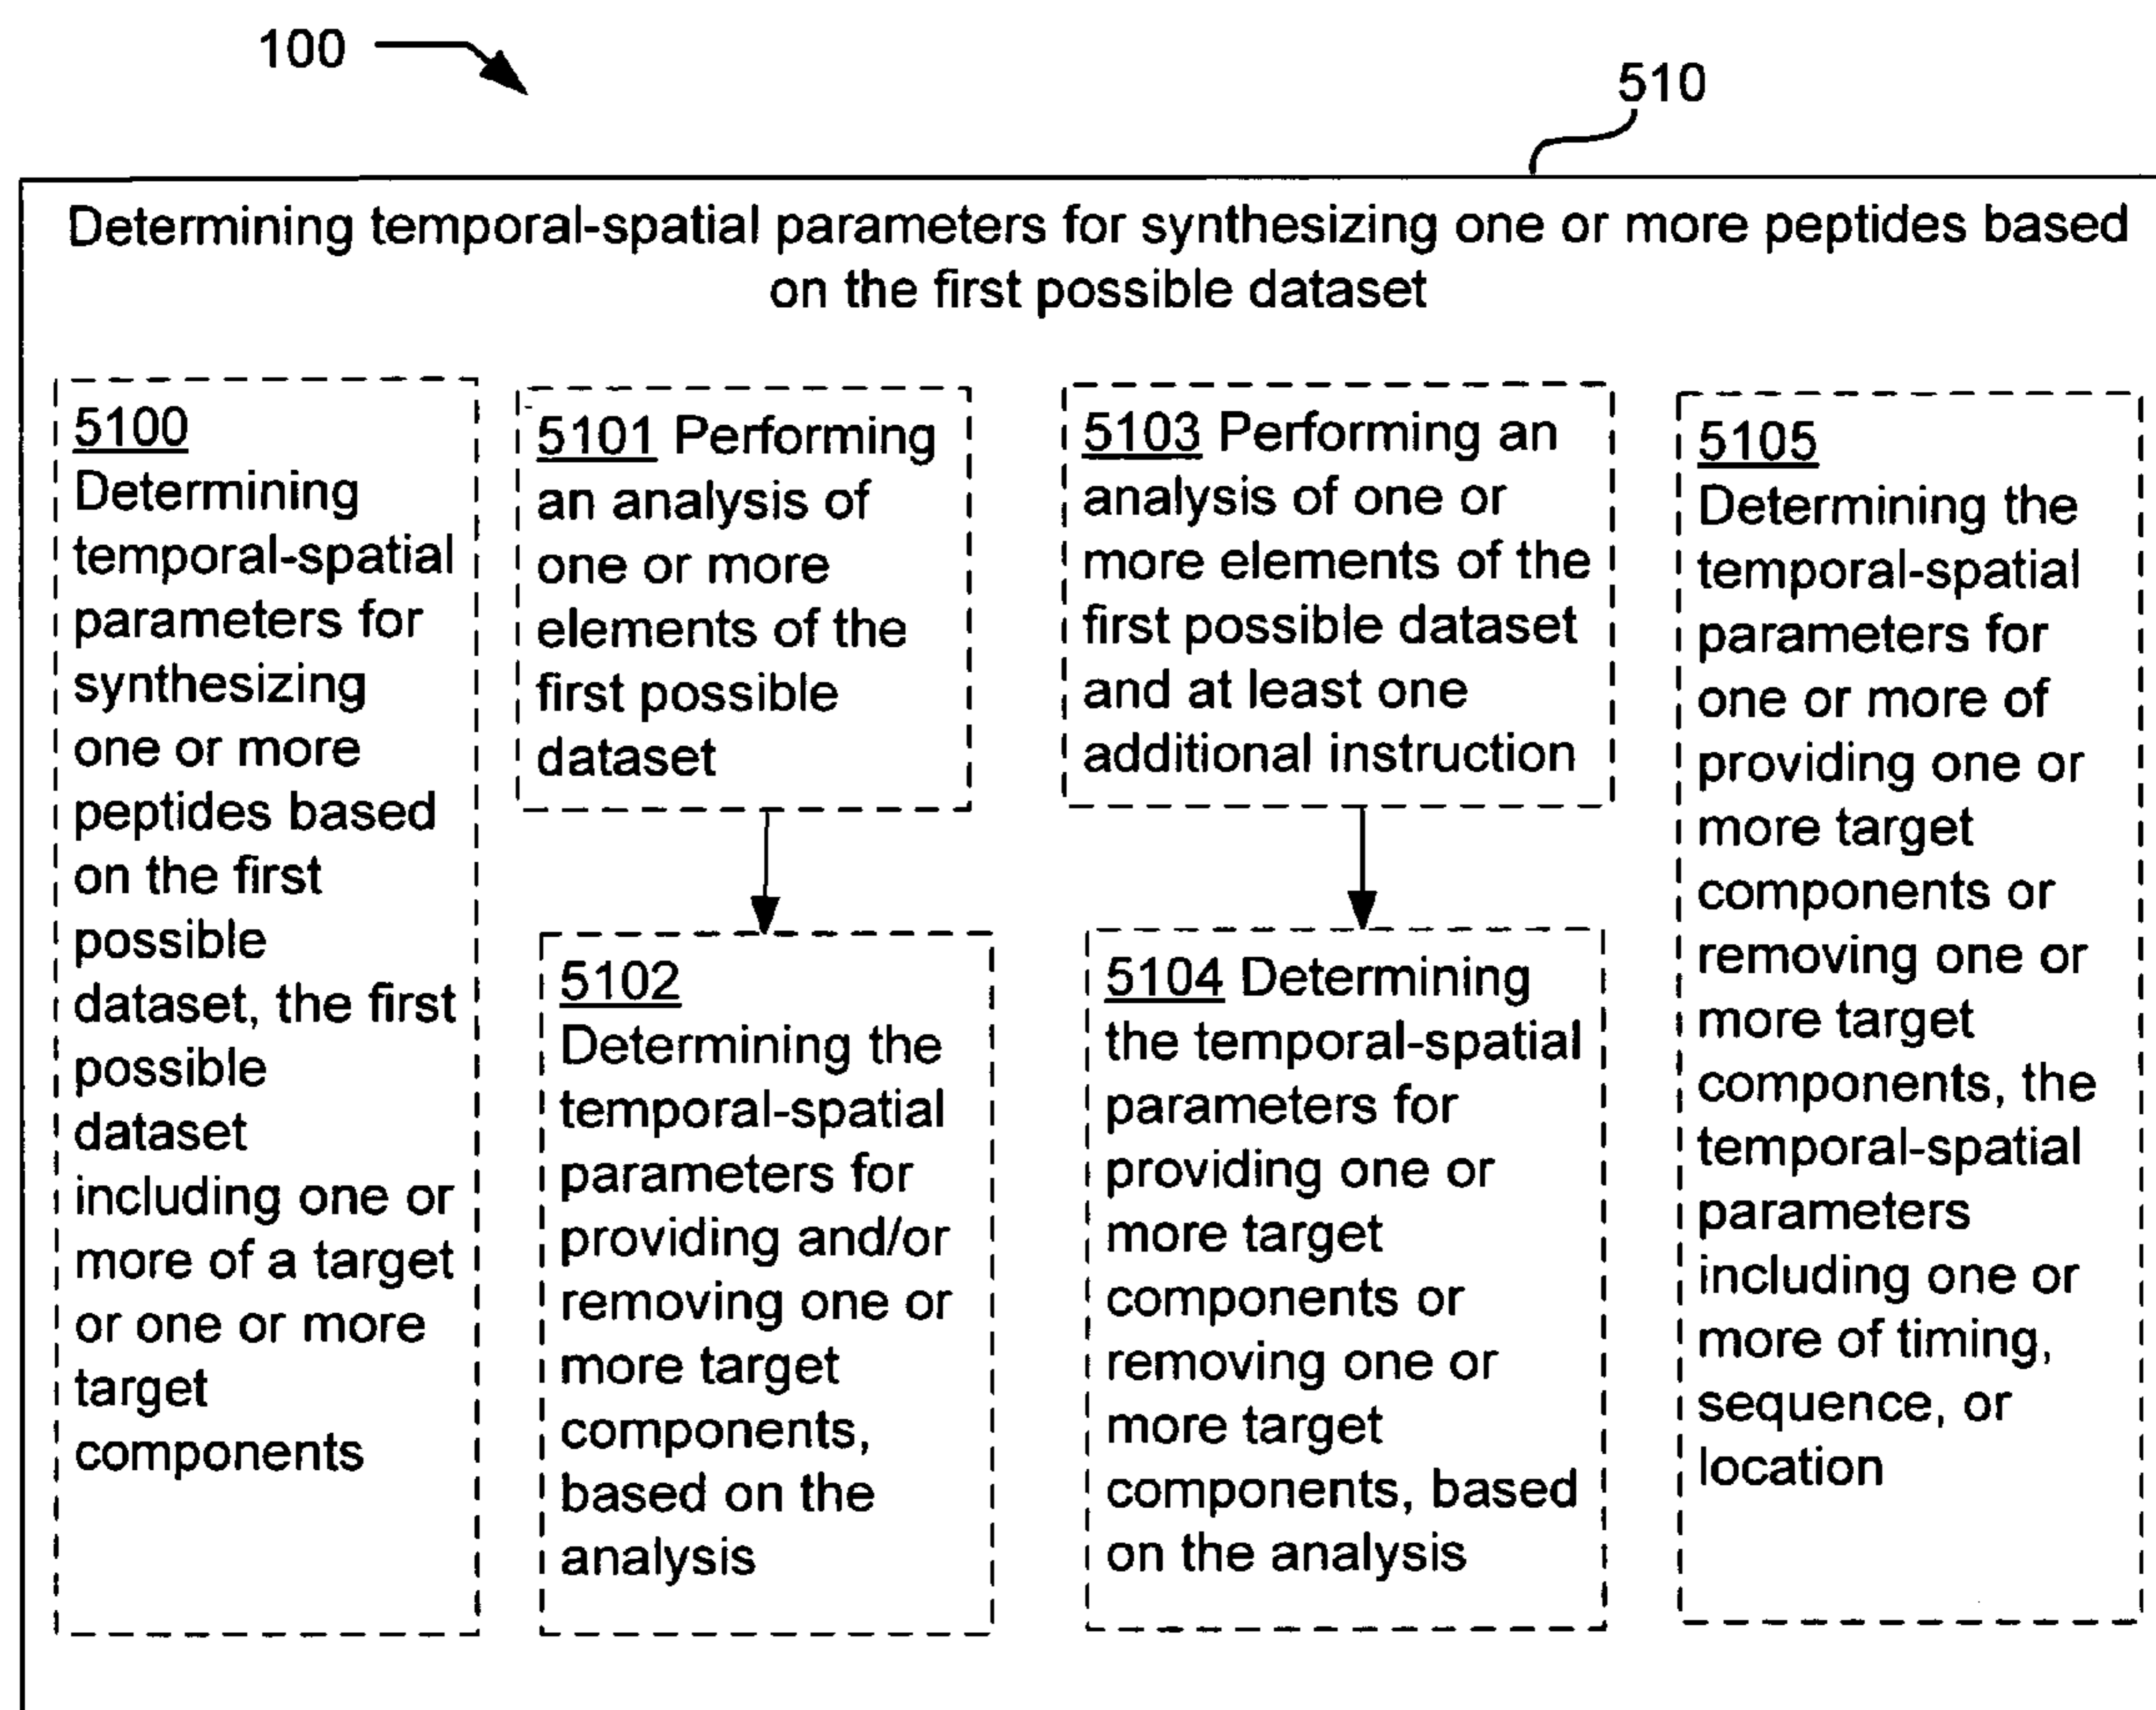 100
510
Determining temporal-spatial parameters for synthesizing one or more peptides based
on the first possible dataset
5100
Determining
temporal-spatial
parameters for
synthesizing
one or more
peptides based
on the first
possible
dataset, the first
possible
dataset
including one or
more of a target
or one or more
target
components
5101 Performing
an analysis of
one or more
elements of the
first possible
dataset
5102
Determining the
temporal-spatial
parameters for
providing and/or
removing one or
more target
components,
based on the
analysis
5103 Performing an
analysis of one or
more elements of the
first possible dataset
and at least one
additional instruction
5104 Determining
the temporal-spatial
parameters for
providing one or
more target
components or
removing one or
more target
components, based
on the analysis
5105
Determining the
temporal-spatial
parameters for
one or more of
providing one or
more target
components or
removing one or
more target
components, the
temporal-spatial
parameters
including one or
more of timing,
sequence, or
location